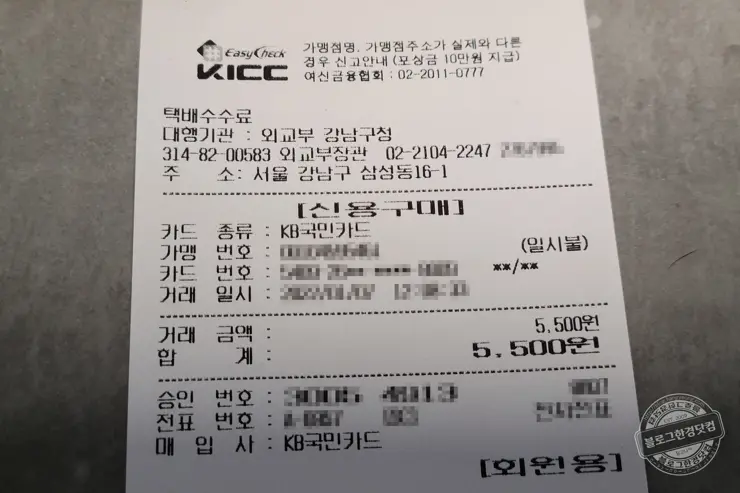 EasyCheck
KICC
가맹점명, 가맹점주소가 실제와 다른
경우 신고안내 (포상금 10만원 지급)
여신금융협회 : 02-2011-0777
택배수수료
대행기관 : 외교부 강남구청
314-82-00583 외교부장관 02-2104-2247
주 소: 서울 강남구 삼성동16-1
[신용구매]
카드 종류 : KB국민카드
가맹 번호 :
(일시불)
카드 번호 :
**/**
거래 일시 :
거래 금액 : 5,500원
합 계 : 5,500원
승인 번호 :
전표 번호 :
매 입 사 : KB국민카드
[회원용]
블로그한경닷컴